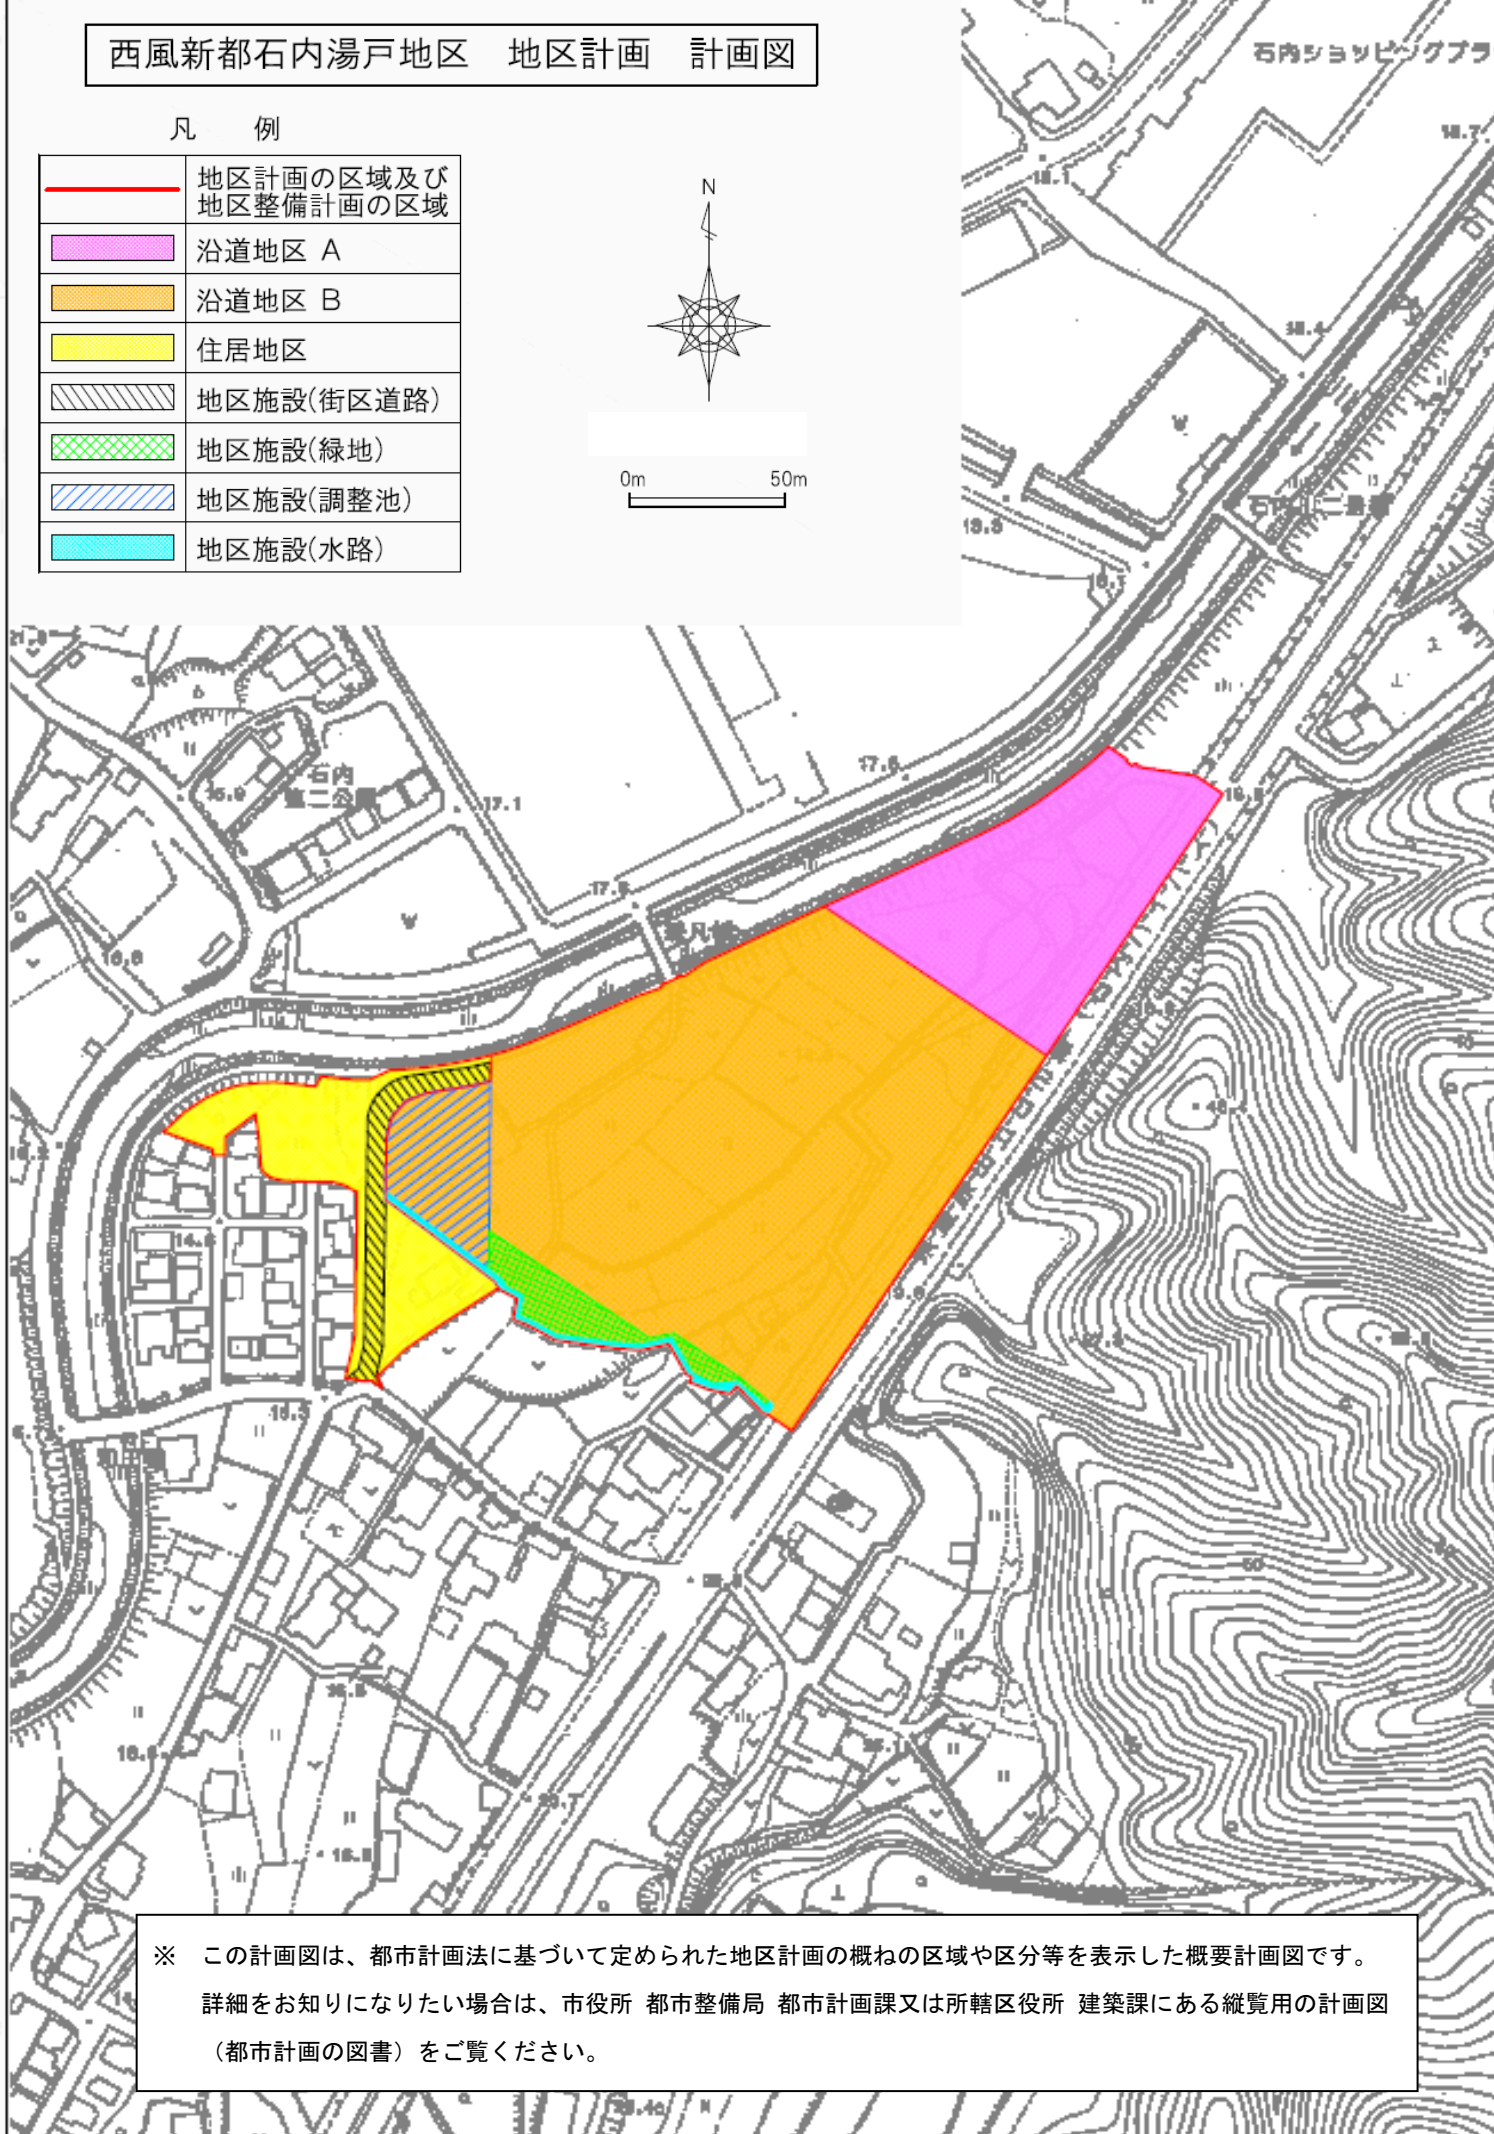 西風新都石内湯戸地区　地区計画　計画図
凡　例
地区計画の区域及び
地区整備計画の区域
沿道地区 A
沿道地区 B
住居地区
地区施設(街区道路)
地区施設(緑地)
地区施設(調整池)
地区施設(水路)
N
0m 50m
石内ショッピングプラ
18.7
18.1
18.4
17.6
石内
第二公園
17.1
14.6
16.3
※　この計画図は、都市計画法に基づいて定められた地区計画の概ねの区域や区分等を表示した概要計画図です。
詳細をお知りになりたい場合は、市役所 都市整備局 都市計画課又は所轄区役所 建築課にある縦覧用の計画図
（都市計画の図書）をご覧ください。